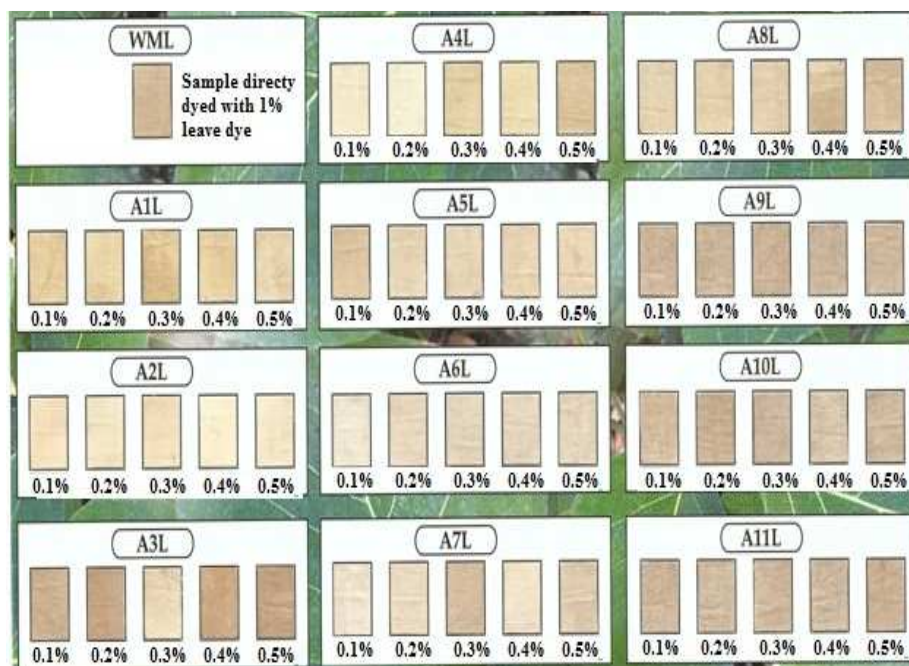 WML
Sample directy
dyed with 1%
leave dye
A4L
0.1% 0.2% 0.3% 0.4% 0.5%
A8L
0.1% 0.2% 0.3% 0.4% 0.5%
A1L
0.1% 0.2% 0.3% 0.4% 0.5%
A5L
0.1% 0.2% 0.3% 0.4% 0.5%
A9L
0.1% 0.2% 0.3% 0.4% 0.5%
A2L
0.1% 0.2% 0.3% 0.4% 0.5%
A6L
0.1% 0.2% 0.3% 0.4% 0.5%
A10L
0.1% 0.2% 0.3% 0.4% 0.5%
A3L
0.1% 0.2% 0.3% 0.4% 0.5%
A7L
0.1% 0.2% 0.3% 0.4% 0.5%
A11L
0.1% 0.2% 0.3% 0.4% 0.5%